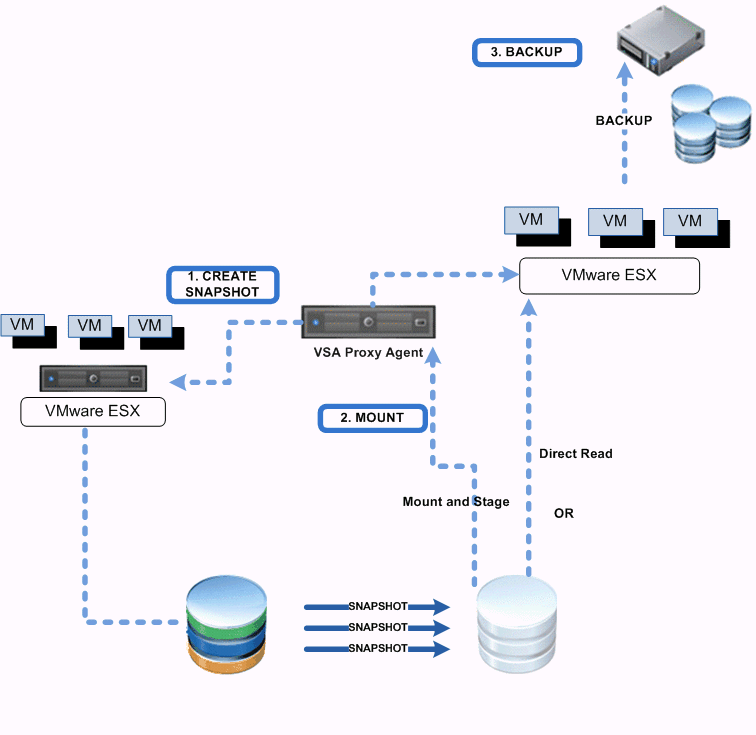 3. BACKUP
BACKUP
VM
VM
VM
VMware ESX
1. CREATE
SNAPSHOT
VSA Proxy Agent
VM
VM
VM
VMware ESX
2. MOUNT
Direct Read
Mount and Stage
OR
SNAPSHOT
SNAPSHOT
SNAPSHOT